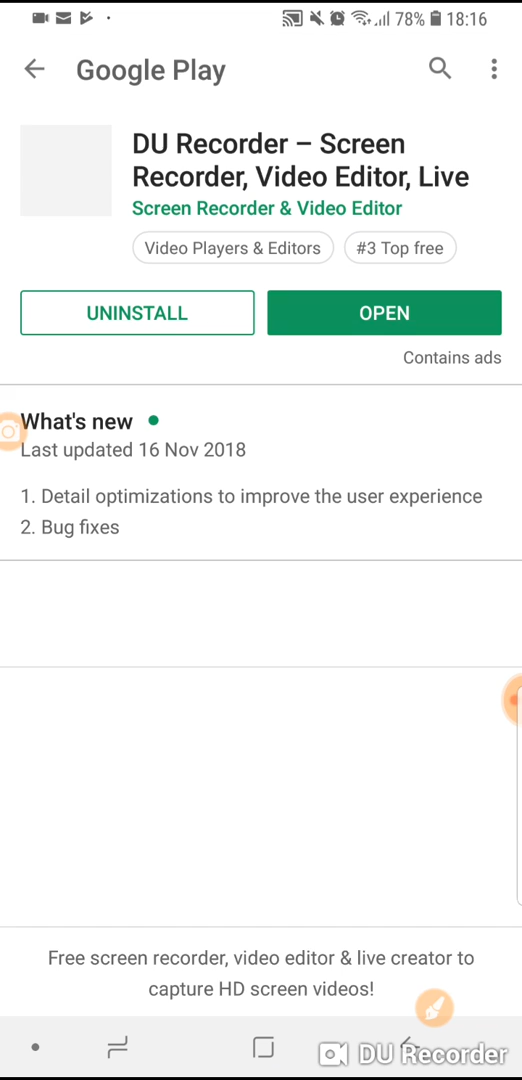 78% 18:16
Google Play
DU Recorder – Screen
Recorder, Video Editor, Live
Screen Recorder & Video Editor
Video Players & Editors
#3 Top free
UNINSTALL
OPEN
Contains ads
What's new
Last updated 16 Nov 2018
1. Detail optimizations to improve the user experience
2. Bug fixes
Free screen recorder, video editor & live creator to
capture HD screen videos!
DU Recorder